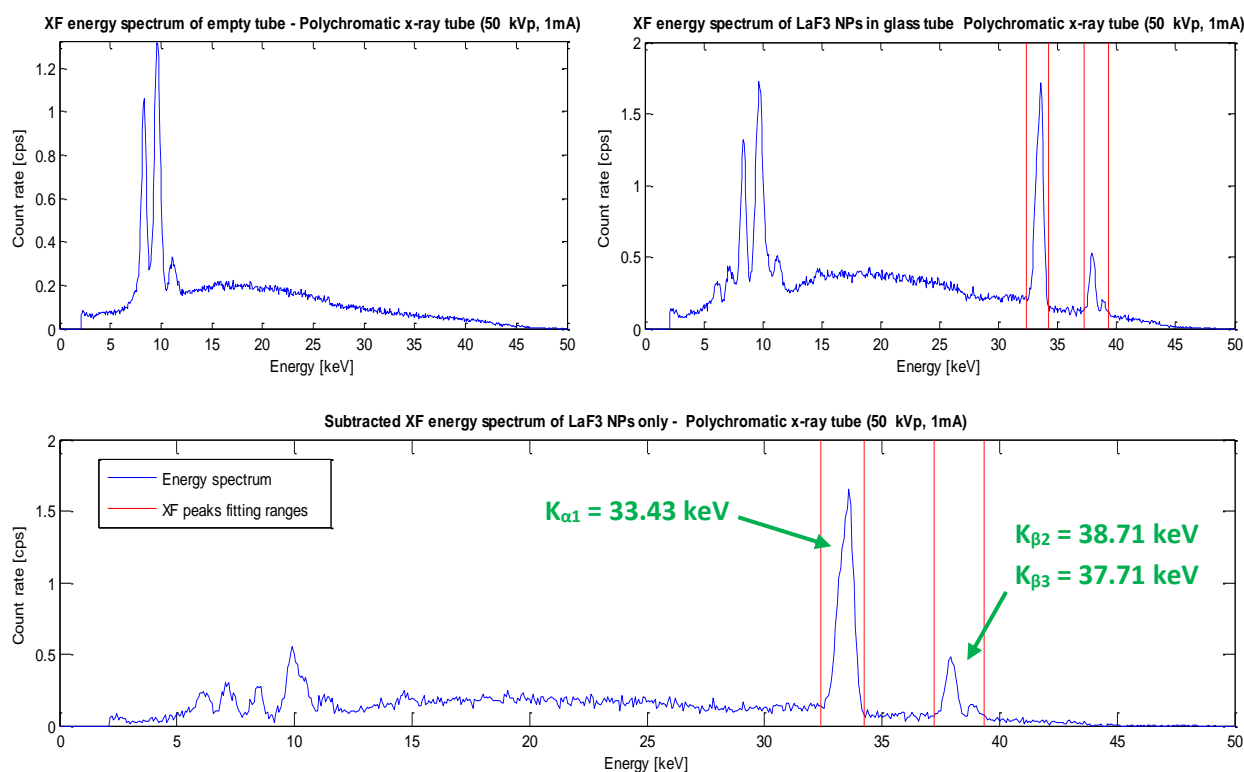 XF energy spectrum of empty tube - Polychromatic x-ray tube (50 kVp, 1mA)
1.2
1
0.8
0.6
0.4
0.2
0
Count rate [cps]
0 5 10 15 20 25 30 35 40 45 50
Energy [keV]
XF energy spectrum of LaF3 NPs in glass tube Polychromatic x-ray tube (50 kVp, 1mA)
2
1.5
1
0.5
0
Count rate [cps]
0 5 10 15 20 25 30 35 40 45 50
Energy [keV]
Subtracted XF energy spectrum of LaF3 NPs only - Polychromatic x-ray tube (50 kVp, 1mA)
2
1.5
1
0.5
0
Count rate [cps]
Energy spectrum
XF peaks fitting ranges
Kα1 = 33.43 keV
Kβ2 = 38.71 keV
Kβ3 = 37.71 keV
0 5 10 15 20 25 30 35 40 45 50
Energy [keV]